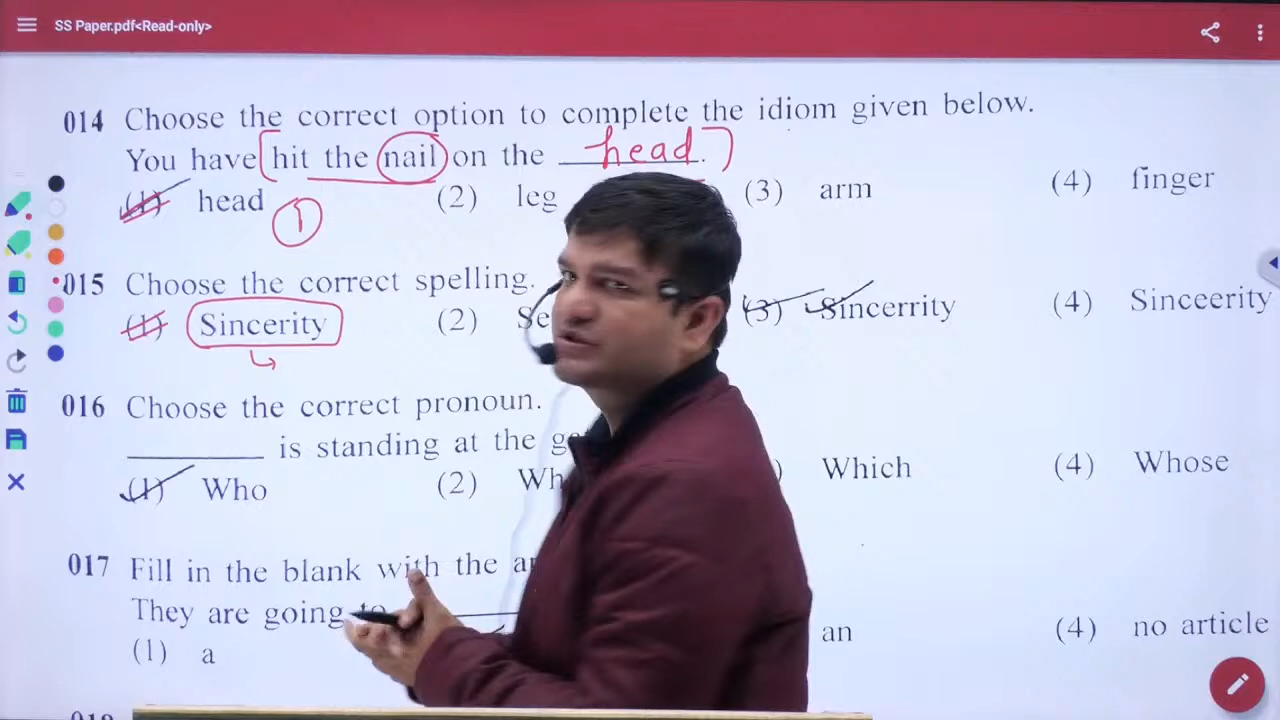 SS Paper.pdf<Read-only>
014 Choose the correct option to complete the idiom given below.
You have hit the nail on the head.
(1) head (2) leg (3) arm (4) finger
1
015 Choose the correct spelling.
(1) Sincerity (2) (3) Sincerrity (4) Sinceerity
016 Choose the correct pronoun.
is standing at the
(1) Who (2) Which (4) Whose
017 Fill in the blank with the
They are going to
(1) a an (4) no article